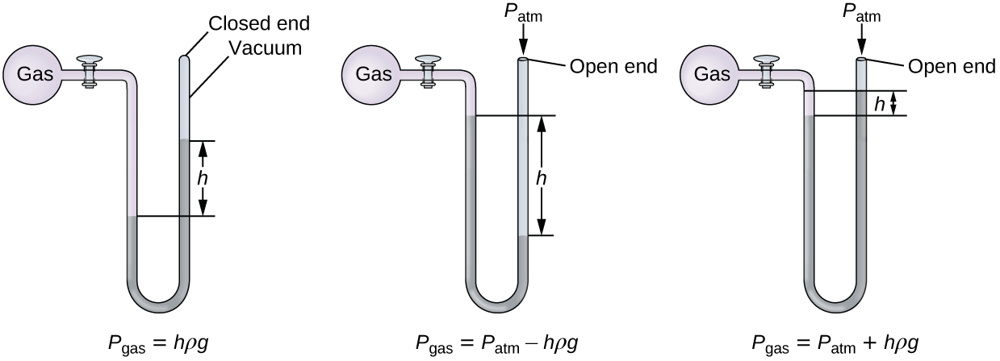 Closed end
Vacuum
Gas
h
P_gas = hρg
P_atm
Open end
Gas
h
P_gas = P_atm – hρg
P_atm
Open end
Gas
h
P_gas = P_atm + hρg